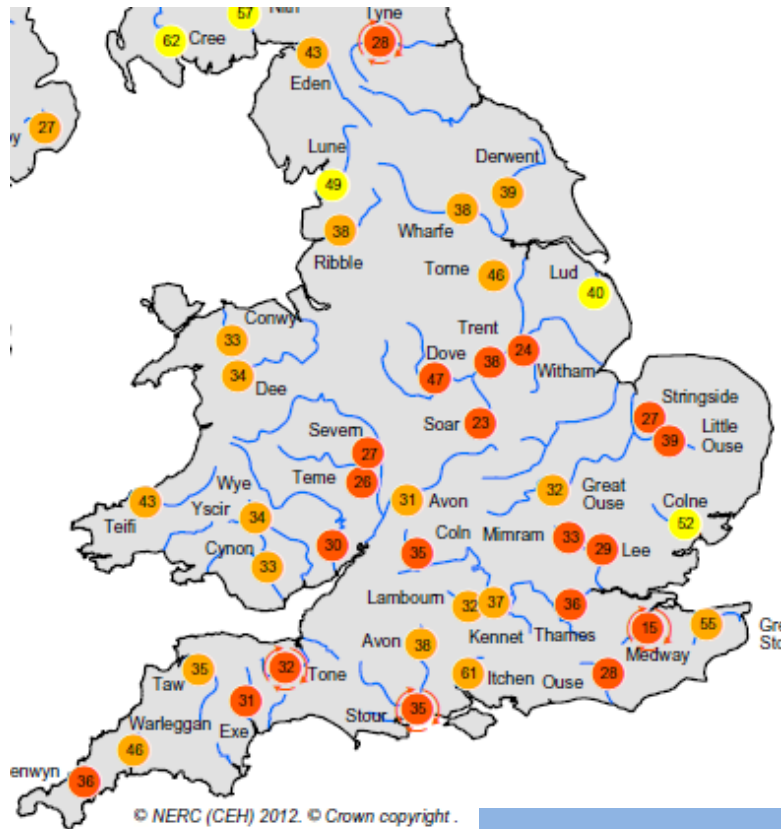 57
Nith
Tyne
62
Cree
28
43
Eden
27
Lune
Derwent
49
39
38
Wharfe
38
Ribble
Torne
46
Lud
40
Conwy
Trent
33
24
Dove
38
34
Dee
47
Witham
Stringside
27
Little
Ouse
39
Soar
23
Severn
27
Teme
26
Wye
43
Teifi
Yscir
34
31
Avon
32
Great
Ouse
Colne
52
Coln
Mimram
33
29
Lee
30
Cynon
33
35
Lambourn
32
37
Kennet
36
Thames
15
Medway
55
Avon
38
35
Taw
32
Tone
61
Itchen
Ouse
28
31
Exe
Stour
35
Warleggan
46
36
© NERC (CEH) 2012. © Crown copyright .